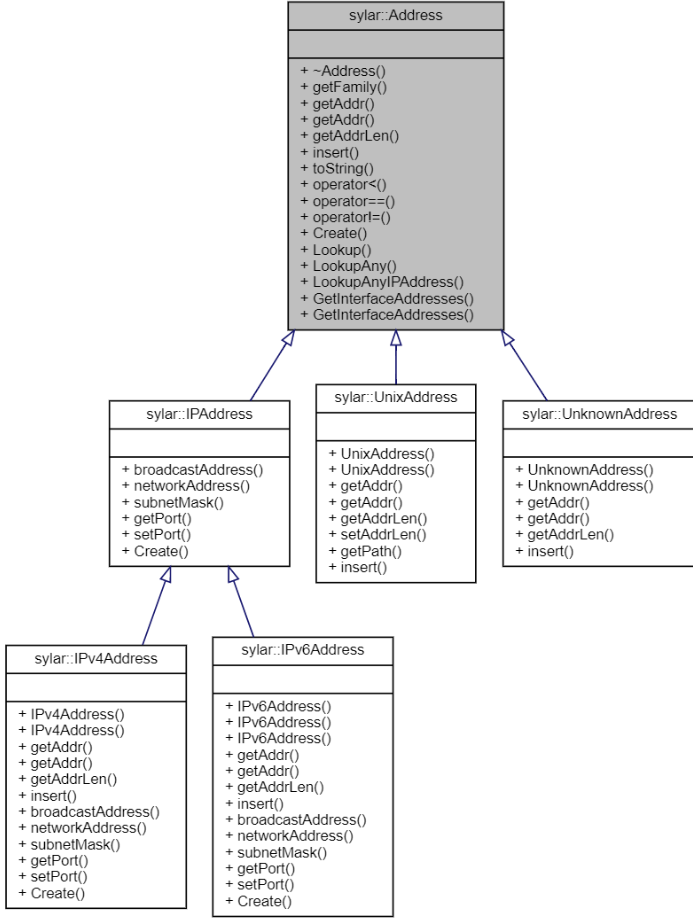 sylar::Address
+ ~Address()
+ getFamily()
+ getAddr()
+ getAddr()
+ getAddrLen()
+ insert()
+ toString()
+ operator<()
+ operator==()
+ operator!=()
+ Create()
+ Lookup()
+ LookupAny()
+ LookupAnyIPAddress()
+ GetInterfaceAddresses()
+ GetInterfaceAddresses()
sylar::IPAddress
+ broadcastAddress()
+ networkAddress()
+ subnetMask()
+ getPort()
+ setPort()
+ Create()
sylar::UnixAddress
+ UnixAddress()
+ UnixAddress()
+ getAddr()
+ getAddr()
+ getAddrLen()
+ setAddrLen()
+ getPath()
+ insert()
sylar::UnknownAddress
+ UnknownAddress()
+ UnknownAddress()
+ getAddr()
+ getAddr()
+ getAddrLen()
+ insert()
sylar::IPv4Address
+ IPv4Address()
+ IPv4Address()
+ getAddr()
+ getAddr()
+ getAddrLen()
+ insert()
+ broadcastAddress()
+ networkAddress()
+ subnetMask()
+ getPort()
+ setPort()
+ Create()
sylar::IPv6Address
+ IPv6Address()
+ IPv6Address()
+ IPv6Address()
+ getAddr()
+ getAddr()
+ getAddrLen()
+ insert()
+ broadcastAddress()
+ networkAddress()
+ subnetMask()
+ getPort()
+ setPort()
+ Create()